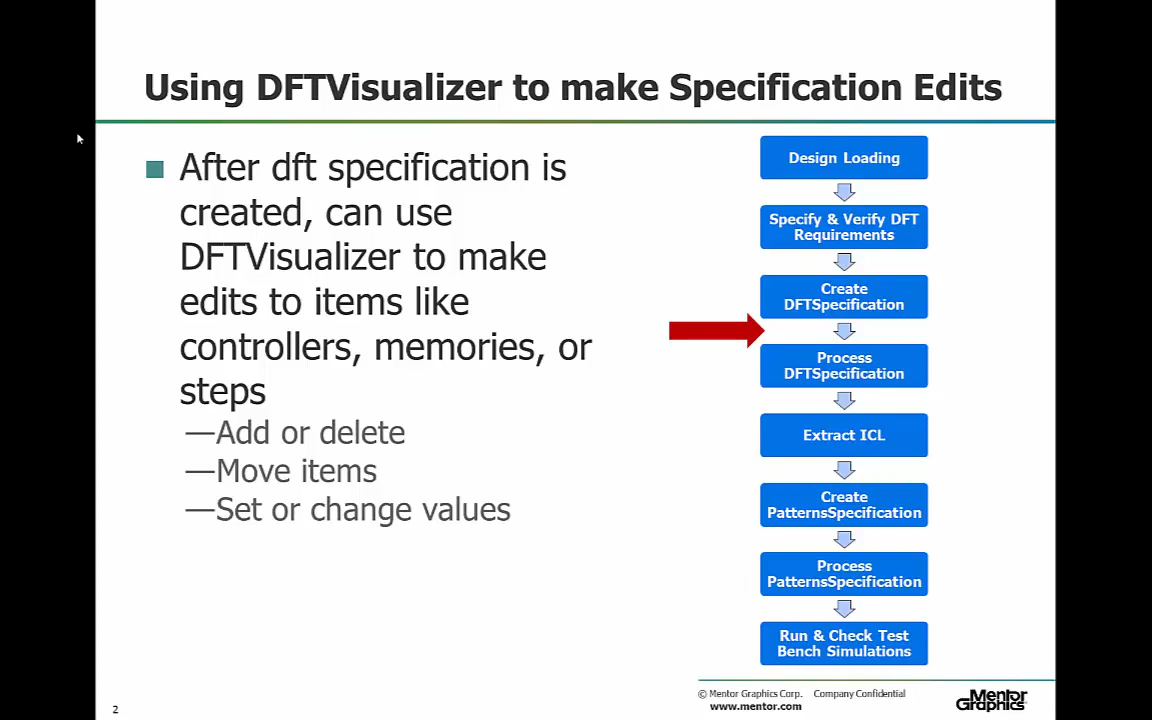 Using DFTVisualizer to make Specification Edits
After dft specification is
created, can use
DFTVisualizer to make
edits to items like
controllers, memories, or
steps
—Add or delete
—Move items
—Set or change values
Design Loading
Specify & Verify DFT
Requirements
Create
DFTSpecification
Process
DFTSpecification
Extract ICL
Create
PatternsSpecification
Process
PatternsSpecification
Run & Check Test
Bench Simulations
2
© Mentor Graphics Corp. Company Confidential
www.mentor.com
Mentor
Graphics